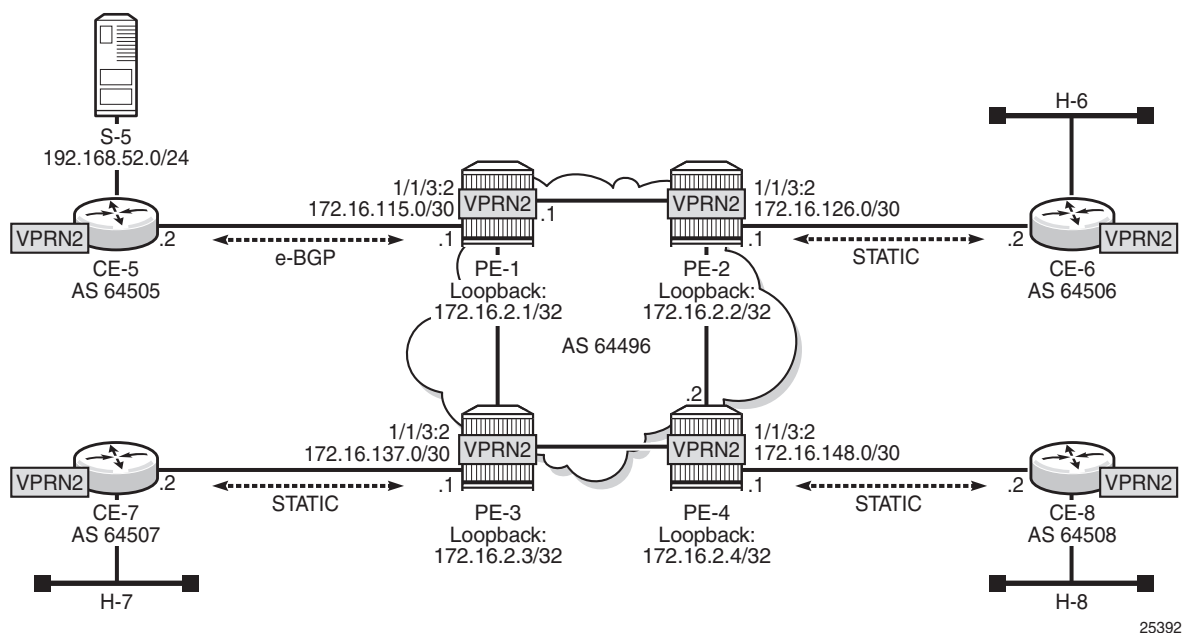 S-5
192.168.52.0/24
H-6
1/1/3:2
172.16.115.0/30
VPRN2
.1
VPRN2
1/1/3:2
172.16.126.0/30
VPRN2
.2
.1
.1
.2
VPRN2
e-BGP
STATIC
CE-5
AS 64505
PE-1
Loopback:
172.16.2.1/32
PE-2
Loopback:
172.16.2.2/32
CE-6
AS 64506
AS 64496
.2
1/1/3:2
172.16.137.0/30
VPRN2
VPRN2
1/1/3:2
172.16.148.0/30
VPRN2
.2
.1
.1
.2
VPRN2
STATIC
STATIC
CE-7
AS 64507
PE-3
Loopback:
172.16.2.3/32
PE-4
Loopback:
172.16.2.4/32
CE-8
AS 64508
H-7
H-8
25392